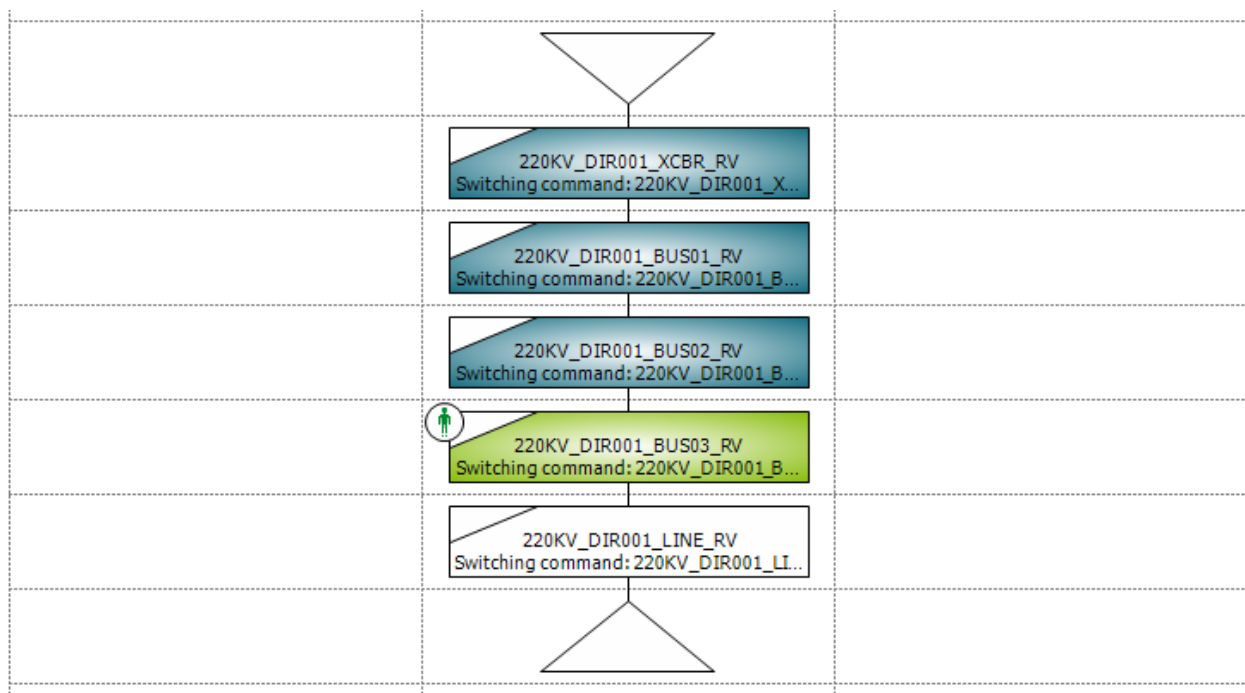 220KV_DIR001_XCBR_RV
Switching command: 220KV_DIR001_X...
220KV_DIR001_BUS01_RV
Switching command: 220KV_DIR001_B...
220KV_DIR001_BUS02_RV
Switching command: 220KV_DIR001_B...
220KV_DIR001_BUS03_RV
Switching command: 220KV_DIR001_B...
220KV_DIR001_LINE_RV
Switching command: 220KV_DIR001_LI...